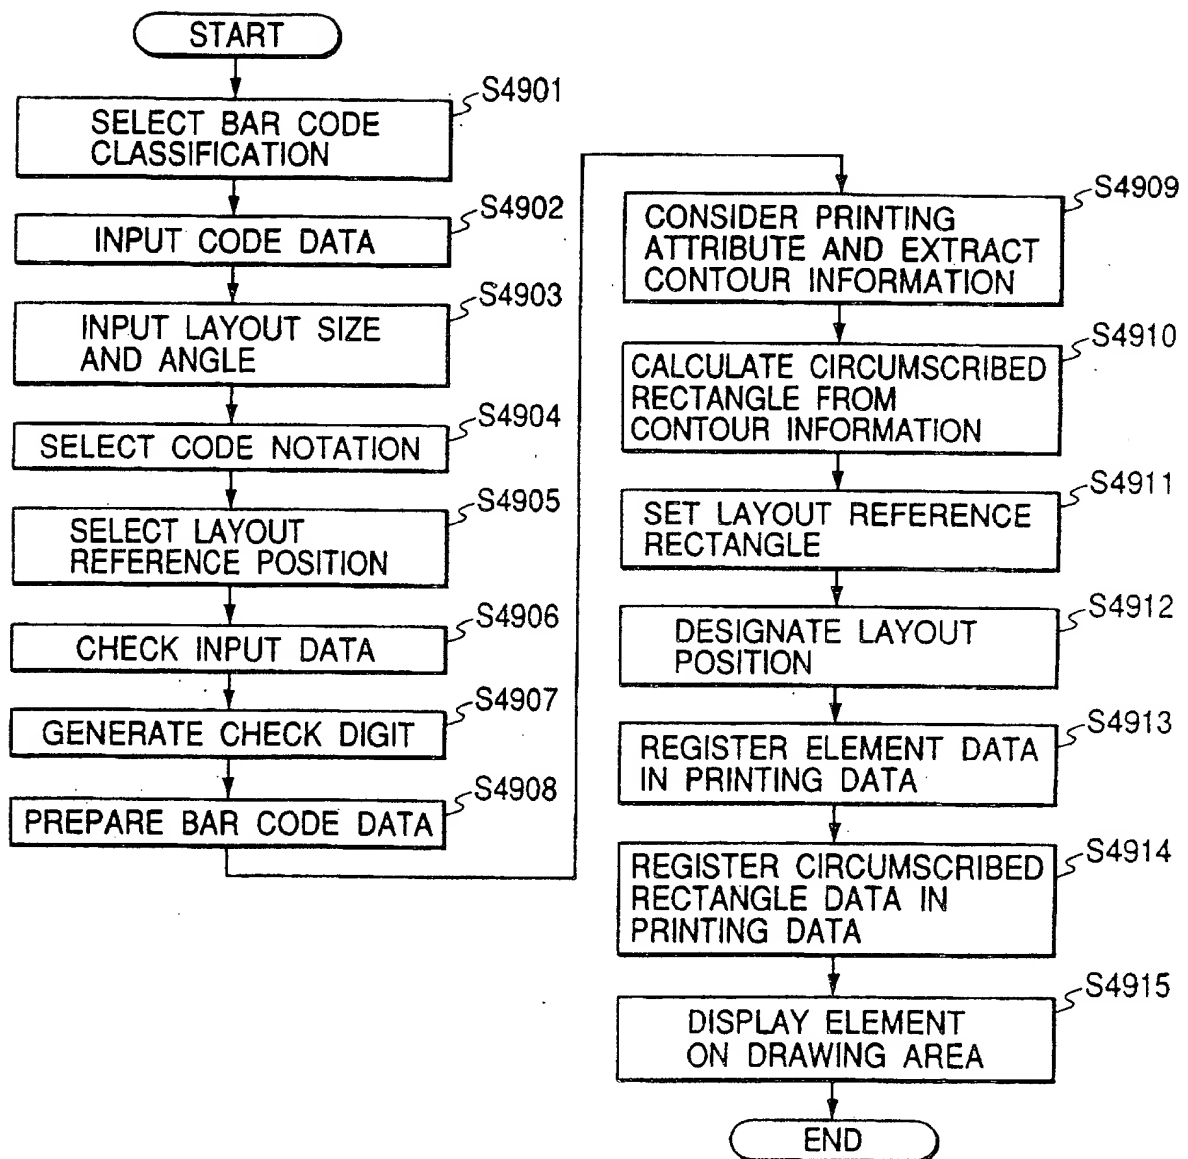 START
S4901
SELECT BAR CODE
CLASSIFICATION
S4902
INPUT CODE DATA
S4903
INPUT LAYOUT SIZE
AND ANGLE
S4904
SELECT CODE NOTATION
S4905
SELECT LAYOUT
REFERENCE POSITION
S4906
CHECK INPUT DATA
S4907
GENERATE CHECK DIGIT
S4908
PREPARE BAR CODE DATA
S4909
CONSIDER PRINTING
ATTRIBUTE AND EXTRACT
CONTOUR INFORMATION
S4910
CALCULATE CIRCUMSCRIBED
RECTANGLE FROM
CONTOUR INFORMATION
S4911
SET LAYOUT REFERENCE
RECTANGLE
S4912
DESIGNATE LAYOUT
POSITION
S4913
REGISTER ELEMENT DATA
IN PRINTING DATA
S4914
REGISTER CIRCUMSCRIBED
RECTANGLE DATA IN
PRINTING DATA
S4915
DISPLAY ELEMENT
ON DRAWING AREA
END